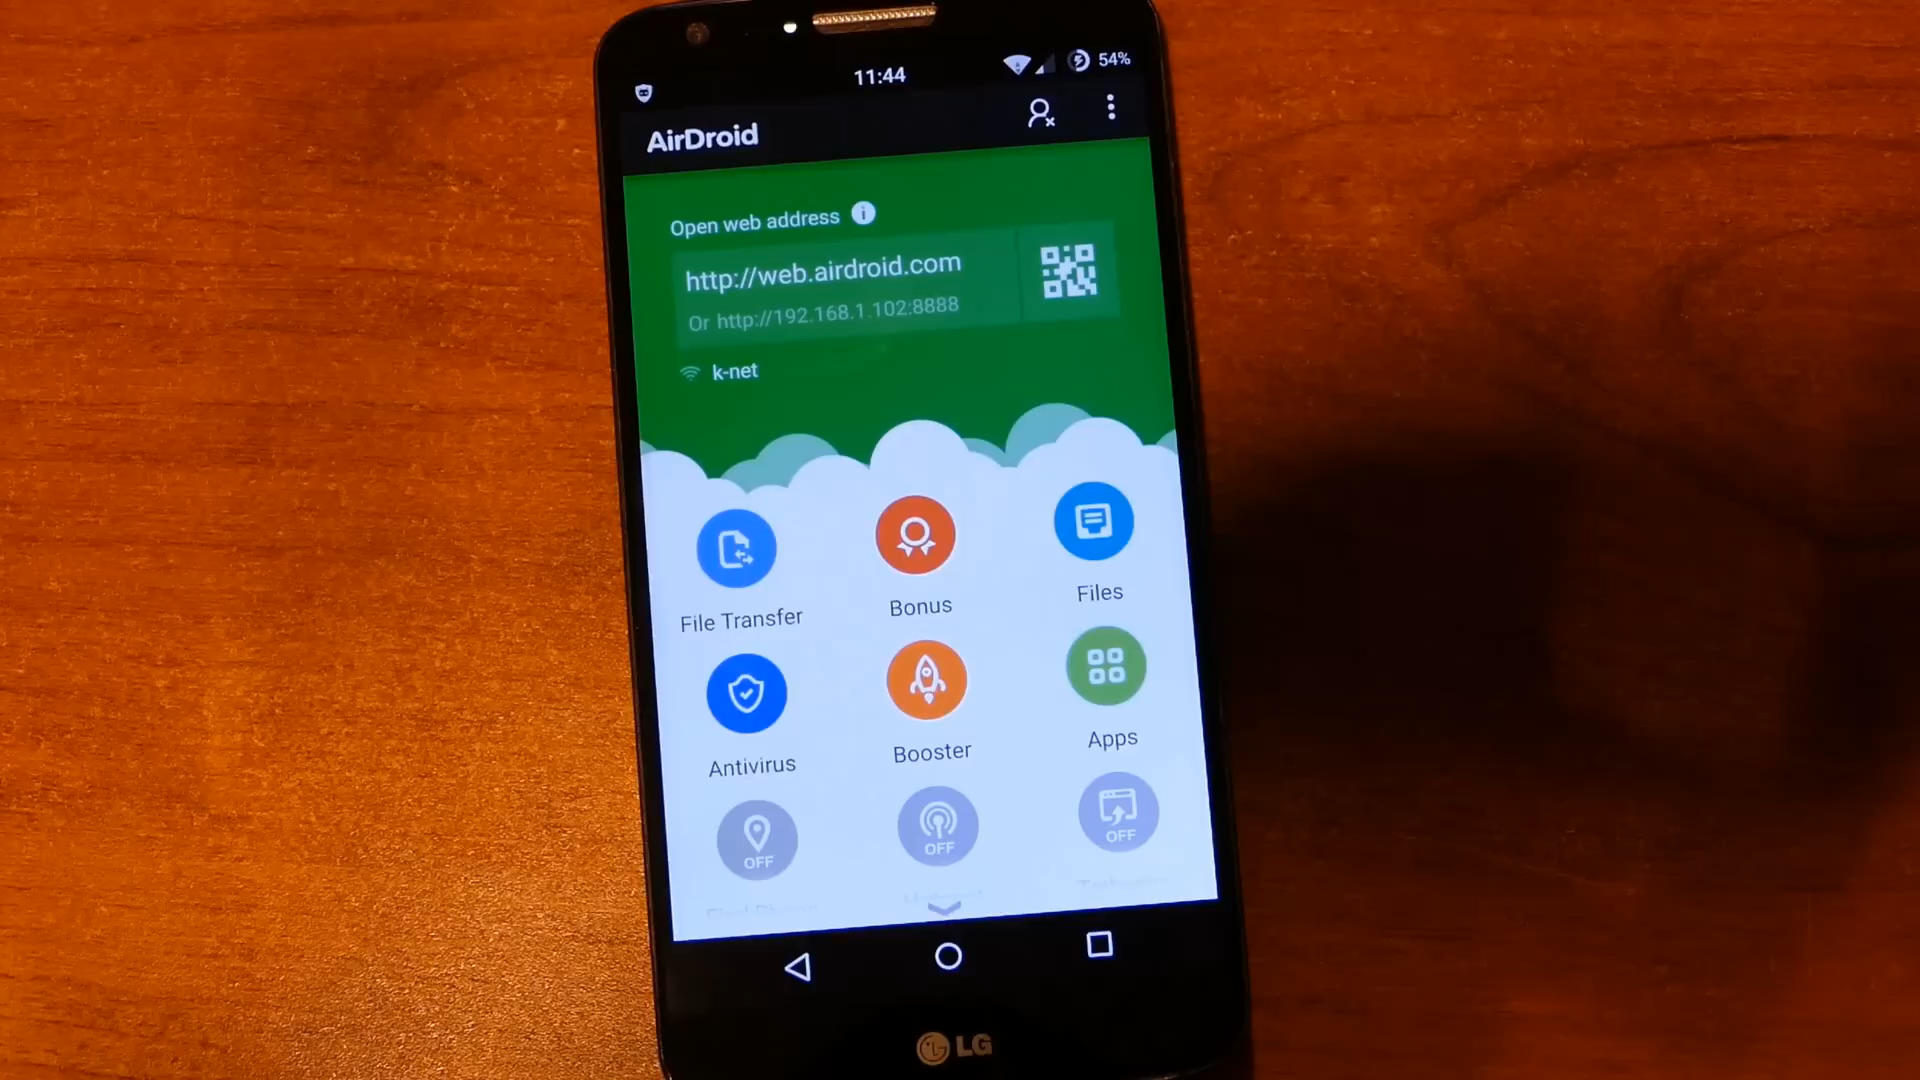 11:44
54%
AirDroid
Open web address i
http://web.airdroid.com
Or http://192.168.1.102:8888
k-net
File Transfer
Bonus
Files
Antivirus
Booster
Apps
OFF
OFF
OFF
LG